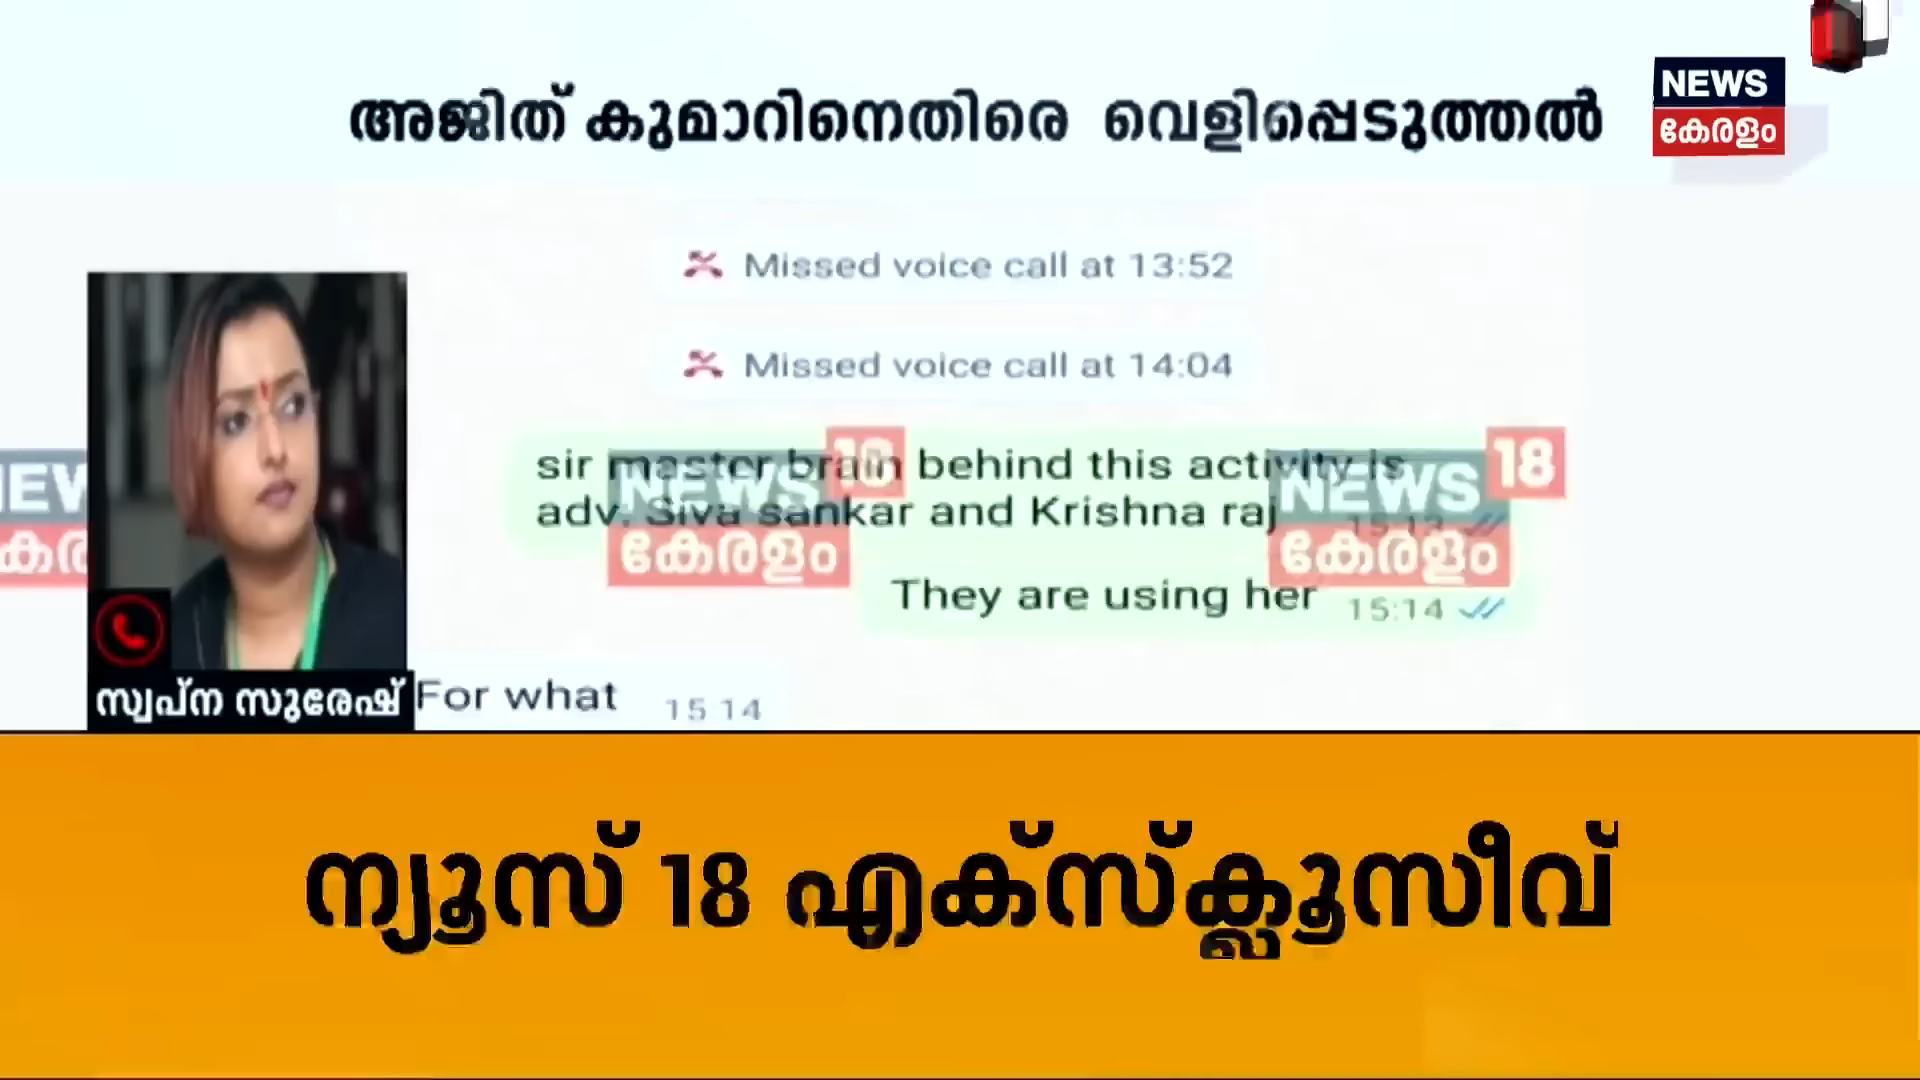 അജിത് കുമാറിനെതിരെ വെളിപ്പെടുത്തൽ
NEWS
കേരളം
Missed voice call at 13:52
Missed voice call at 14:04
sir master brain behind this activity is
adv. Siva sankar and Krishna raj 15:13
NEWS 18
കേരളം
NEWS 18
കേരളം
They are using her 15:14
സ്വപ്ന സുരേഷ്
For what 15 14
ന്യൂസ് 18 എക്സ്ക്ലൂസീവ്